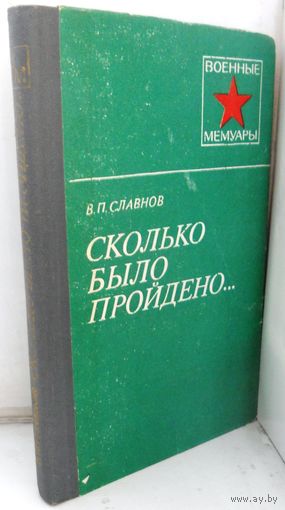 ВОЕННЫЕ
МЕМУАРЫ
В.П.СЛАВНОВ
СКОЛЬКО
БЫЛО
ПРОЙДЕНО...
© www.ay.by